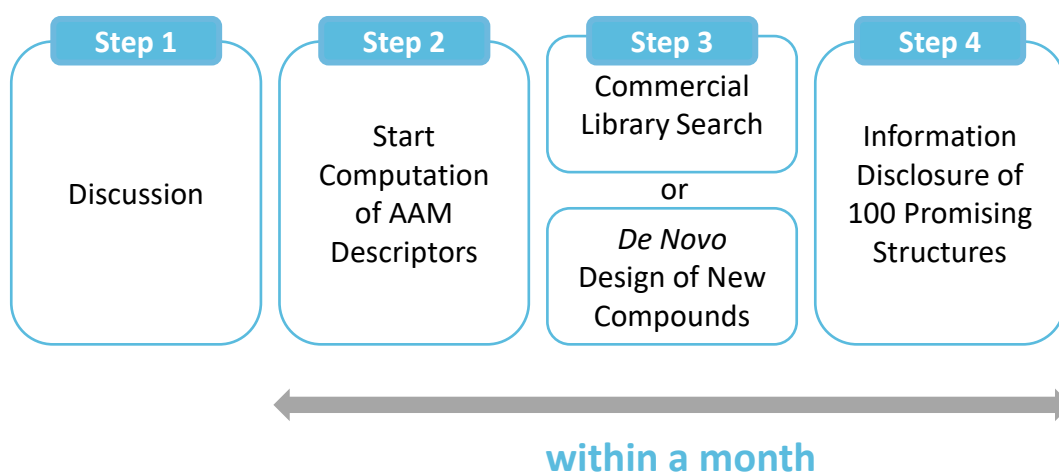 Step 1
Discussion
Step 2
Start
Computation
of AAM
Descriptors
Step 3
Commercial
Library Search
or
De Novo
Design of New
Compounds
Step 4
Information
Disclosure of
100 Promising
Structures
within a month